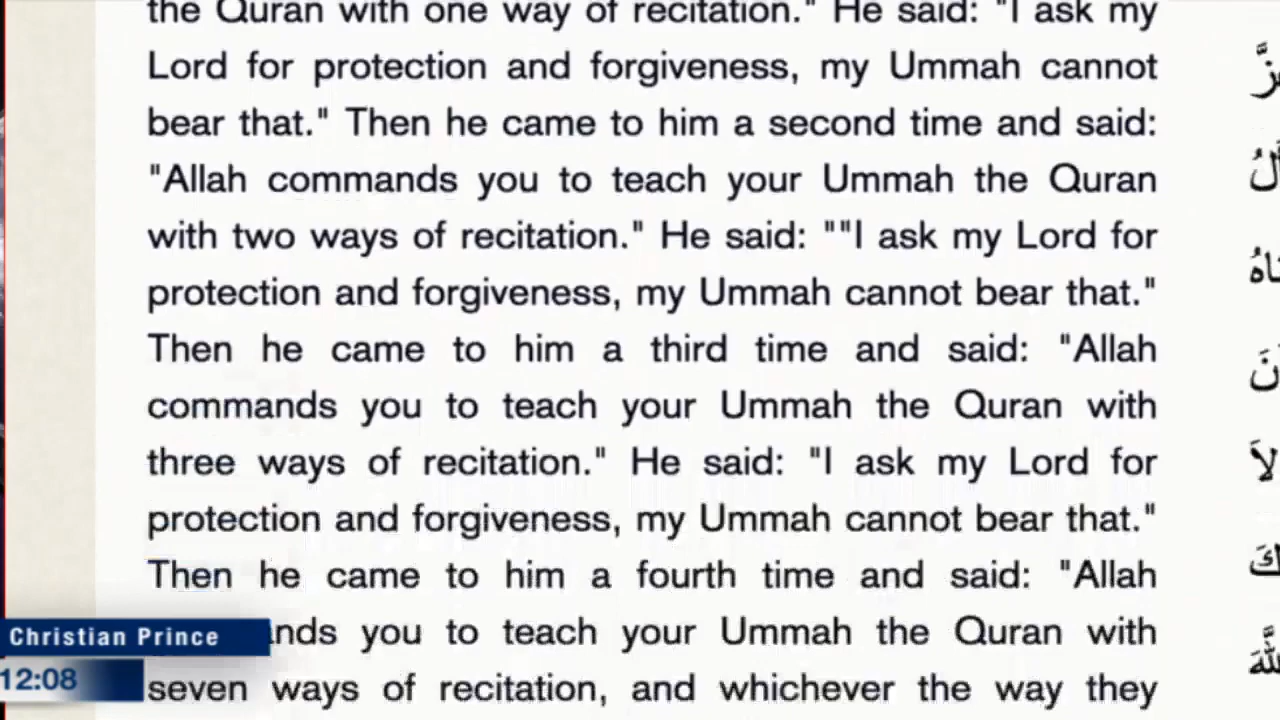 the Quran with one way of recitation." He said: "I ask my
Lord for protection and forgiveness, my Ummah cannot
bear that." Then he came to him a second time and said:
"Allah commands you to teach your Ummah the Quran
with two ways of recitation." He said: ""I ask my Lord for
protection and forgiveness, my Ummah cannot bear that."
Then he came to him a third time and said: "Allah
commands you to teach your Ummah the Quran with
three ways of recitation." He said: "I ask my Lord for
protection and forgiveness, my Ummah cannot bear that."
Then he came to him a fourth time and said: "Allah
nds you to teach your Ummah the Quran with
seven ways of recitation, and whichever the way they
Christian Prince
12:08